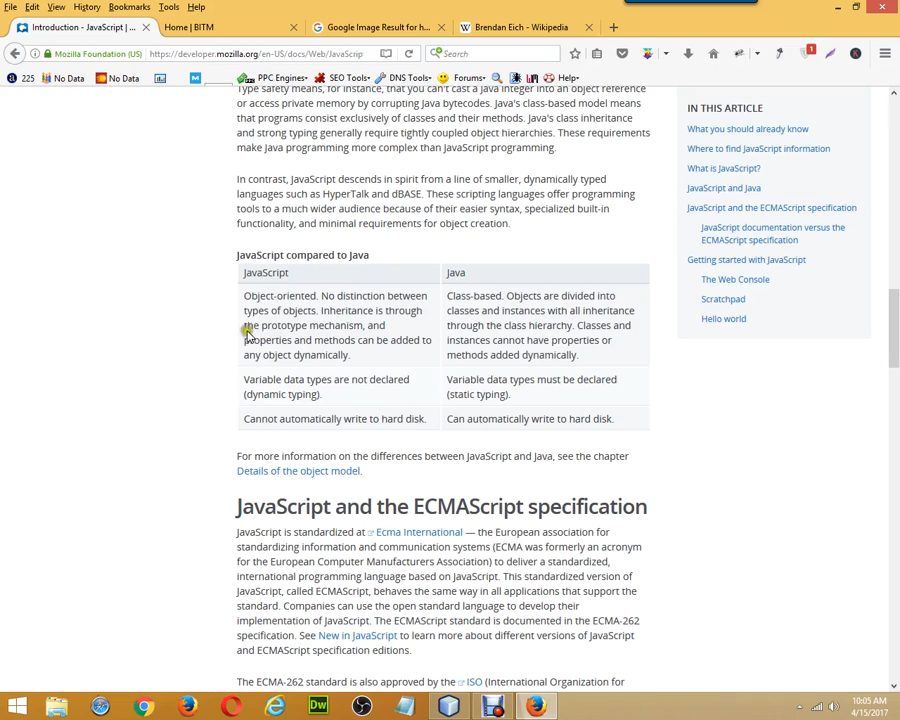 File Edit View History Bookmarks Tools Help
Introduction - JavaScript | ... Home | BITM Google Image Result for h... Brendan Eich - Wikipedia
Mozilla Foundation (US) https://developer.mozilla.org/en-US/docs/Web/JavaScrip Search 1
225 No Data No Data PPC Engines SEO Tools DNS Tools Forums Help
Type safety means, for instance, that you can't cast a Java integer into an object reference
or access private memory by corrupting Java bytecodes. Java's class-based model means
that programs consist exclusively of classes and their methods. Java's class inheritance
and strong typing generally require tightly coupled object hierarchies. These requirements
make Java programming more complex than JavaScript programming.
In contrast, JavaScript descends in spirit from a line of smaller, dynamically typed
languages such as HyperTalk and dBASE. These scripting languages offer programming
tools to a much wider audience because of their easier syntax, specialized built-in
functionality, and minimal requirements for object creation.
JavaScript compared to Java
JavaScript Java
Object-oriented. No distinction between
types of objects. Inheritance is through
the prototype mechanism, and
properties and methods can be added to
any object dynamically.
Class-based. Objects are divided into
classes and instances with all inheritance
through the class hierarchy. Classes and
instances cannot have properties or
methods added dynamically.
Variable data types are not declared
(dynamic typing).
Variable data types must be declared
(static typing).
Cannot automatically write to hard disk.
Can automatically write to hard disk.
For more information on the differences between JavaScript and Java, see the chapter
Details of the object model.
JavaScript and the ECMAScript specification
JavaScript is standardized at Ecma International — the European association for
standardizing information and communication systems (ECMA was formerly an acronym
for the European Computer Manufacturers Association) to deliver a standardized,
international programming language based on JavaScript. This standardized version of
JavaScript, called ECMAScript, behaves the same way in all applications that support the
standard. Companies can use the open standard language to develop their
implementation of JavaScript. The ECMAScript standard is documented in the ECMA-262
specification. See New in JavaScript to learn more about different versions of JavaScript
and ECMAScript specification editions.
The ECMA-262 standard is also approved by the ISO (International Organization for
IN THIS ARTICLE
What you should already know
Where to find JavaScript information
What is JavaScript?
JavaScript and Java
JavaScript and the ECMAScript specification
JavaScript documentation versus the
ECMAScript specification
Getting started with JavaScript
The Web Console
Scratchpad
Hello world
Dw
10:05 AM
4/15/2017